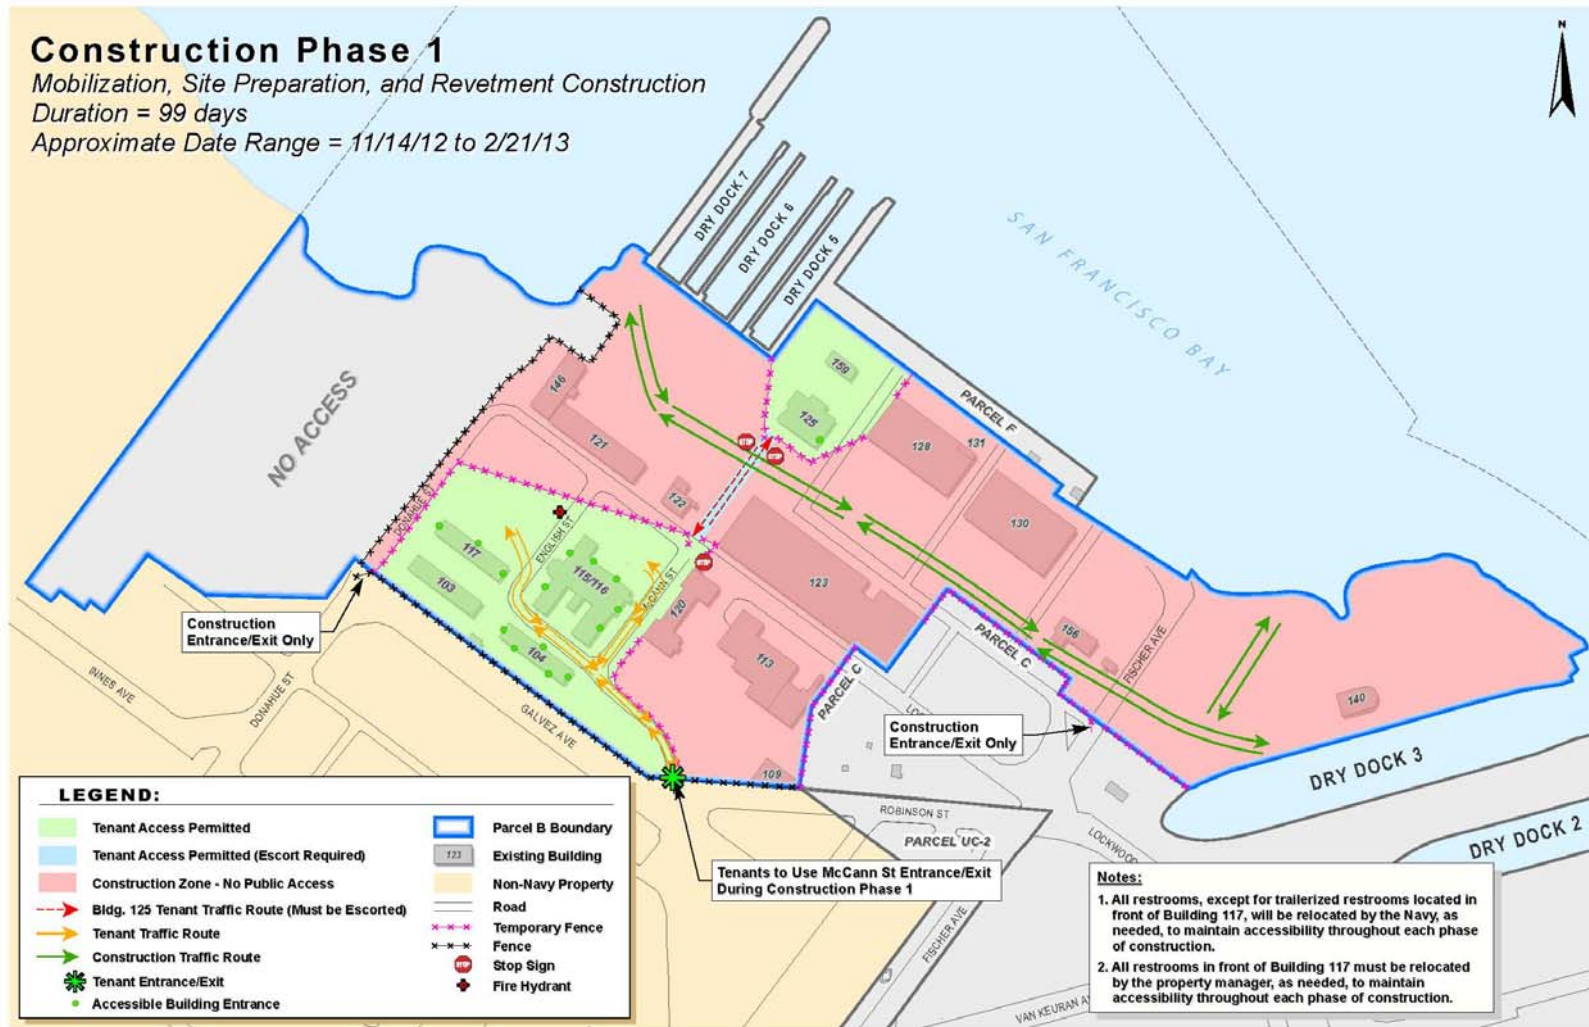 Construction Phase 1
Mobilization, Site Preparation, and Revetment Construction
Duration = 99 days
Approximate Date Range = 11/14/12 to 2/21/13
N
DRY DOCK 7
DRY DOCK 6
DRY DOCK 5
SAN FRANCISCO BAY
NO ACCESS
PARCEL F
159
125
146
121
122
128
131
130
123
DONAHUE ST
ENGLISH ST
MCCANN ST
117
103
115/116
104
120
113
109
156
140
FISCHER AVE
PARCEL C
PARCEL C
Construction
Entrance/Exit Only
INNES AVE
DONAHUE ST
GALVEZ AVE
Construction
Entrance/Exit Only
DRY DOCK 3
DRY DOCK 2
ROBINSON ST
PARCEL UC-2
LOCKWOOD
FISCHER AVE
VAN KEURAN
STOP
STOP
STOP
Tenants to Use McCann St Entrance/Exit
During Construction Phase 1
LEGEND:
Tenant Access Permitted
Tenant Access Permitted (Escort Required)
Construction Zone - No Public Access
Bldg. 125 Tenant Traffic Route (Must be Escorted)
Tenant Traffic Route
Construction Traffic Route
Tenant Entrance/Exit
Accessible Building Entrance
Parcel B Boundary
123
Existing Building
Non-Navy Property
Road
Temporary Fence
Fence
STOP
Stop Sign
Fire Hydrant
Notes:
1. All restrooms, except for trailerized restrooms located in
front of Building 117, will be relocated by the Navy, as
needed, to maintain accessibility throughout each phase
of construction.
2. All restrooms in front of Building 117 must be relocated
by the property manager, as needed, to maintain
accessibility throughout each phase of construction.